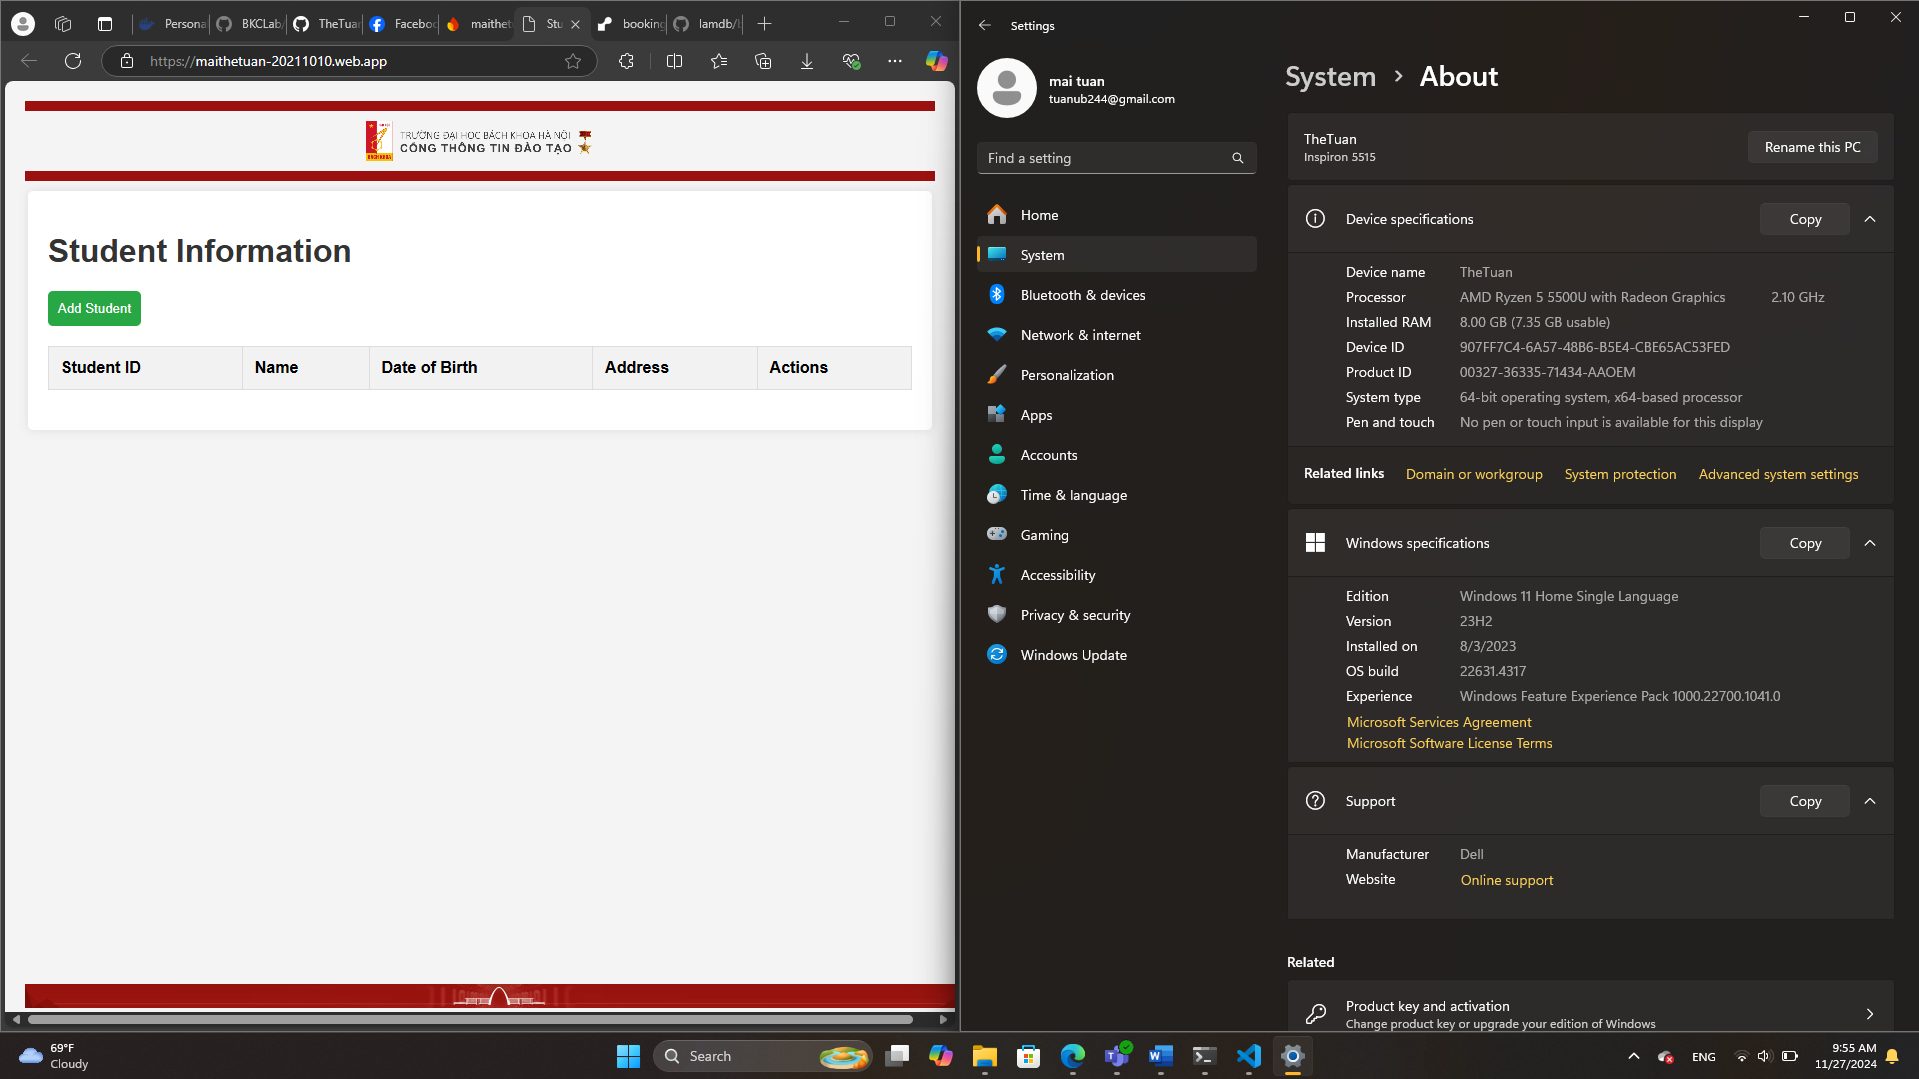 Persona
BKCLab/
TheTuan
Facebook
maithet
Stu
booking
lamdb/l
https://maithetuan-20211010.web.app
TRƯỜNG ĐẠI HỌC BÁCH KHOA HÀ NỘI
CỔNG THÔNG TIN ĐÀO TẠO
BÁCH KHOA
Student Information
Add Student
Student ID Name Date of Birth Address Actions
Settings
mai tuan
tuanub244@gmail.com
Find a setting
Home
System
Bluetooth & devices
Network & internet
Personalization
Apps
Accounts
Time & language
Gaming
Accessibility
Privacy & security
Windows Update
System > About
TheTuan
Inspiron 5515
Rename this PC
Device specifications
Copy
Device name TheTuan
Processor AMD Ryzen 5 5500U with Radeon Graphics 2.10 GHz
Installed RAM 8.00 GB (7.35 GB usable)
Device ID 907FF7C4-6A57-48B6-B5E4-CBE65AC53FED
Product ID 00327-36335-71434-AAOEM
System type 64-bit operating system, x64-based processor
Pen and touch No pen or touch input is available for this display
Related links Domain or workgroup System protection Advanced system settings
Windows specifications
Copy
Edition Windows 11 Home Single Language
Version 23H2
Installed on 8/3/2023
OS build 22631.4317
Experience Windows Feature Experience Pack 1000.22700.1041.0
Microsoft Services Agreement
Microsoft Software License Terms
Support
Copy
Manufacturer Dell
Website Online support
Related
Product key and activation
Change product key or upgrade your edition of Windows
69°F
Cloudy
Search
ENG
9:55 AM
11/27/2024